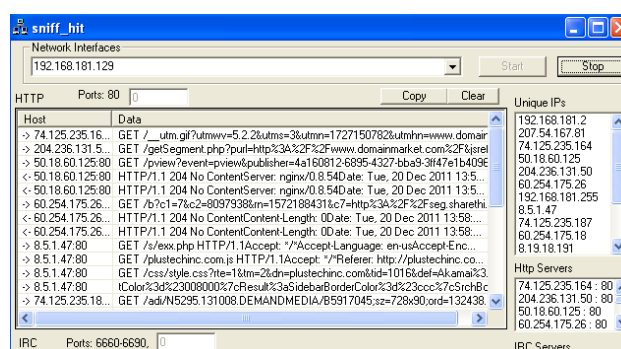 sniff_hit
Network Interfaces
192.168.181.129
Start
Stop
HTTP
Ports: 80
0
Copy
Clear
Unique IPs
Host
Data
-> 74.125.235.16... GET /__utm.gif?utmwv=5.2.2&utms=3&utmn=1727150782&utmhn=www.domain
-> 204.236.131.5... GET /getSegment.php?purl=http%3A%2F%2Fwww.domainmarket.com%2F&jsref
-> 50.18.60.125:80 GET /pview?event=pview&publisher=4a160812-6895-4327-bba9-3ff47e1b4096
<- 50.18.60.125:80 HTTP/1.1 204 No ContentServer: nginx/0.8.54Date: Tue, 20 Dec 2011 13:5...
<- 50.18.60.125:80 HTTP/1.1 204 No ContentServer: nginx/0.8.54Date: Tue, 20 Dec 2011 13:5...
-> 60.254.175.26... GET /b?c1=7&c2=8097938&rn=1572188431&c7=http%3A%2F%2Fseg.sharethi.
<- 60.254.175.26... HTTP/1.1 204 No ContentContent-Length: 0Date: Tue, 20 Dec 2011 13:58:...
<- 60.254.175.26... HTTP/1.1 204 No ContentContent-Length: 0Date: Tue, 20 Dec 2011 13:58:...
-> 8.5.1.47:80 GET /s/exx.php HTTP/1.1Accept: */*Accept-Language: en-usAccept-Enc...
-> 8.5.1.47:80 GET /plustechinc.com.js HTTP/1.1Accept: */*Referer: http://plustechinc.co...
-> 8.5.1.47:80 GET /css/style.css?rte=1&tm=2&dn=plustechinc.com&tid=1016&def=Akamai%3.
-> 8.5.1.47:80 tColor%3d%23008000%7cResult%3aSidebarBorderColor%3d%23ccc%7cSrchBo
-> 74.125.235.18... GET /adi/N5295.131008.DEMANDMEDIA/B5917045;sz=728x90;ord=132438.
192.168.181.2
207.54.167.81
74.125.235.164
50.18.60.125
204.236.131.50
60.254.175.26
192.168.181.255
8.5.1.47
74.125.235.187
60.254.175.18
8.19.18.191
Http Servers
74.125.235.164 : 80
204.236.131.50 : 80
50.18.60.125 : 80
60.254.175.26 : 80
IRC
Ports: 6660-6690,
0
IRC Servers